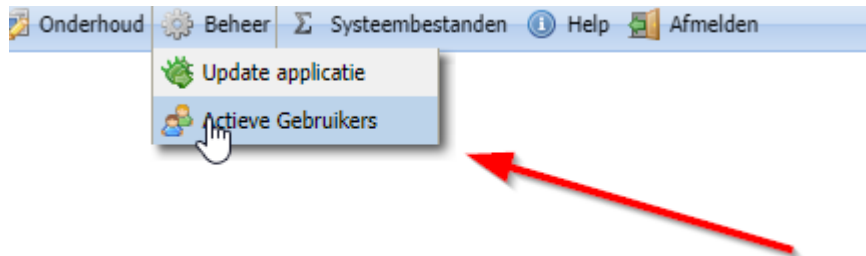 Onderhoud Beheer Σ Systeembestanden Help Afmelden
Update applicatie
Actieve Gebruikers